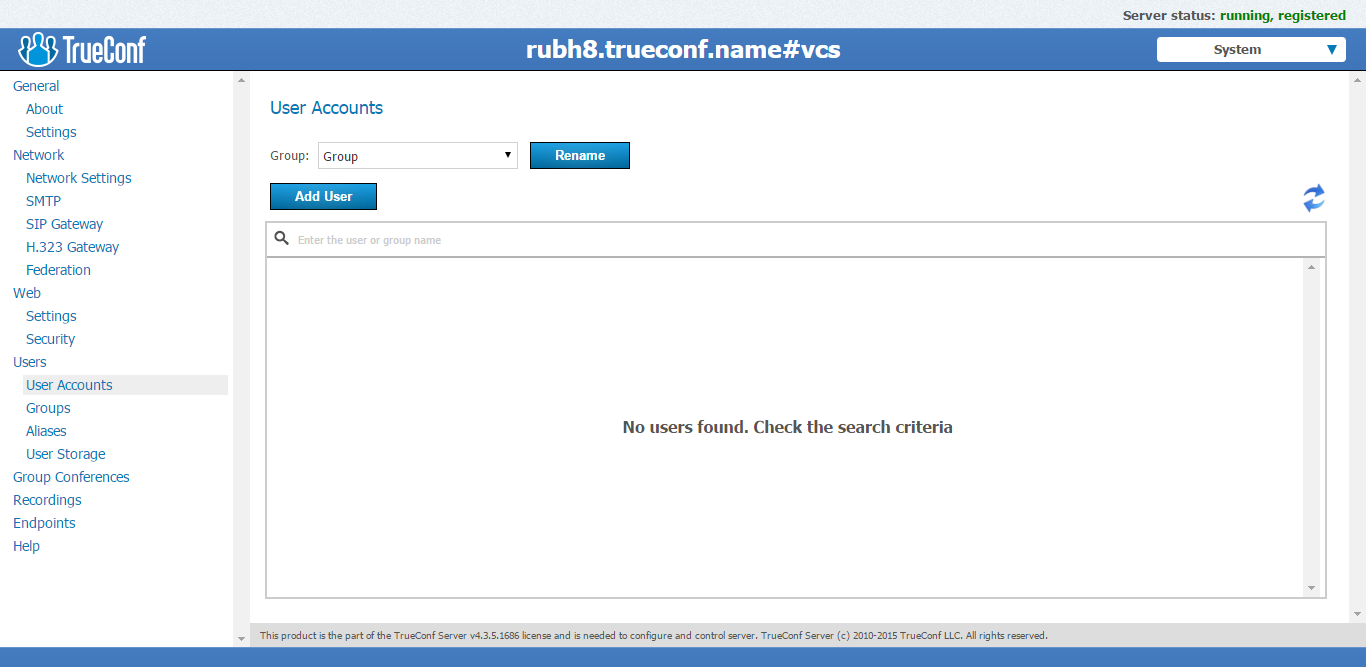 Server status: running, registered
TrueConf
rubh8.trueconf.name#vcs
System
General
About
Settings
Network
Network Settings
SMTP
SIP Gateway
H.323 Gateway
Federation
Web
Settings
Security
Users
User Accounts
Groups
Aliases
User Storage
Group Conferences
Recordings
Endpoints
Help
User Accounts
Group: Group Rename
Add User
Enter the user or group name
No users found. Check the search criteria
This product is the part of the TrueConf Server v4.3.5.1686 license and is needed to configure and control server. TrueConf Server (c) 2010-2015 TrueConf LLC. All rights reserved.